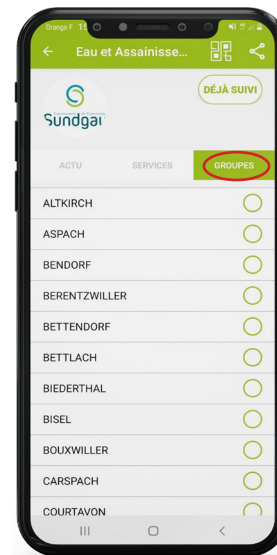 Orange F
Eau et Assainisse...
Sundgau
DÉJÀ SUIVI
ACTU SERVICES GROUPES
ALTKIRCH
ASPACH
BENDORF
BERENTZWILLER
BETTENDORF
BETTLACH
BIEDERTHAL
BISEL
BOUXWILLER
CARSPACH
COURTAVON